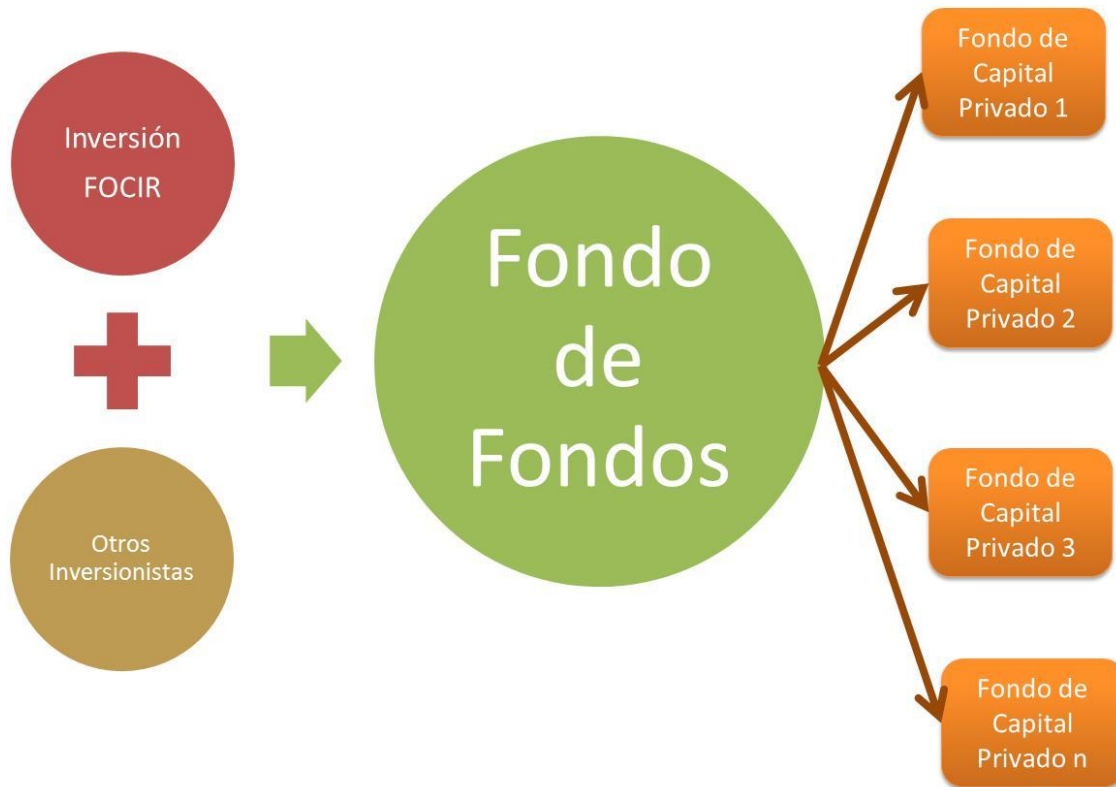 Inversión
FOCIR
Otros
Inversionistas
Fondo
de
Fondos
Fondo de
Capital
Privado 1
Fondo de
Capital
Privado 2
Fondo de
Capital
Privado 3
Fondo de
Capital
Privado n